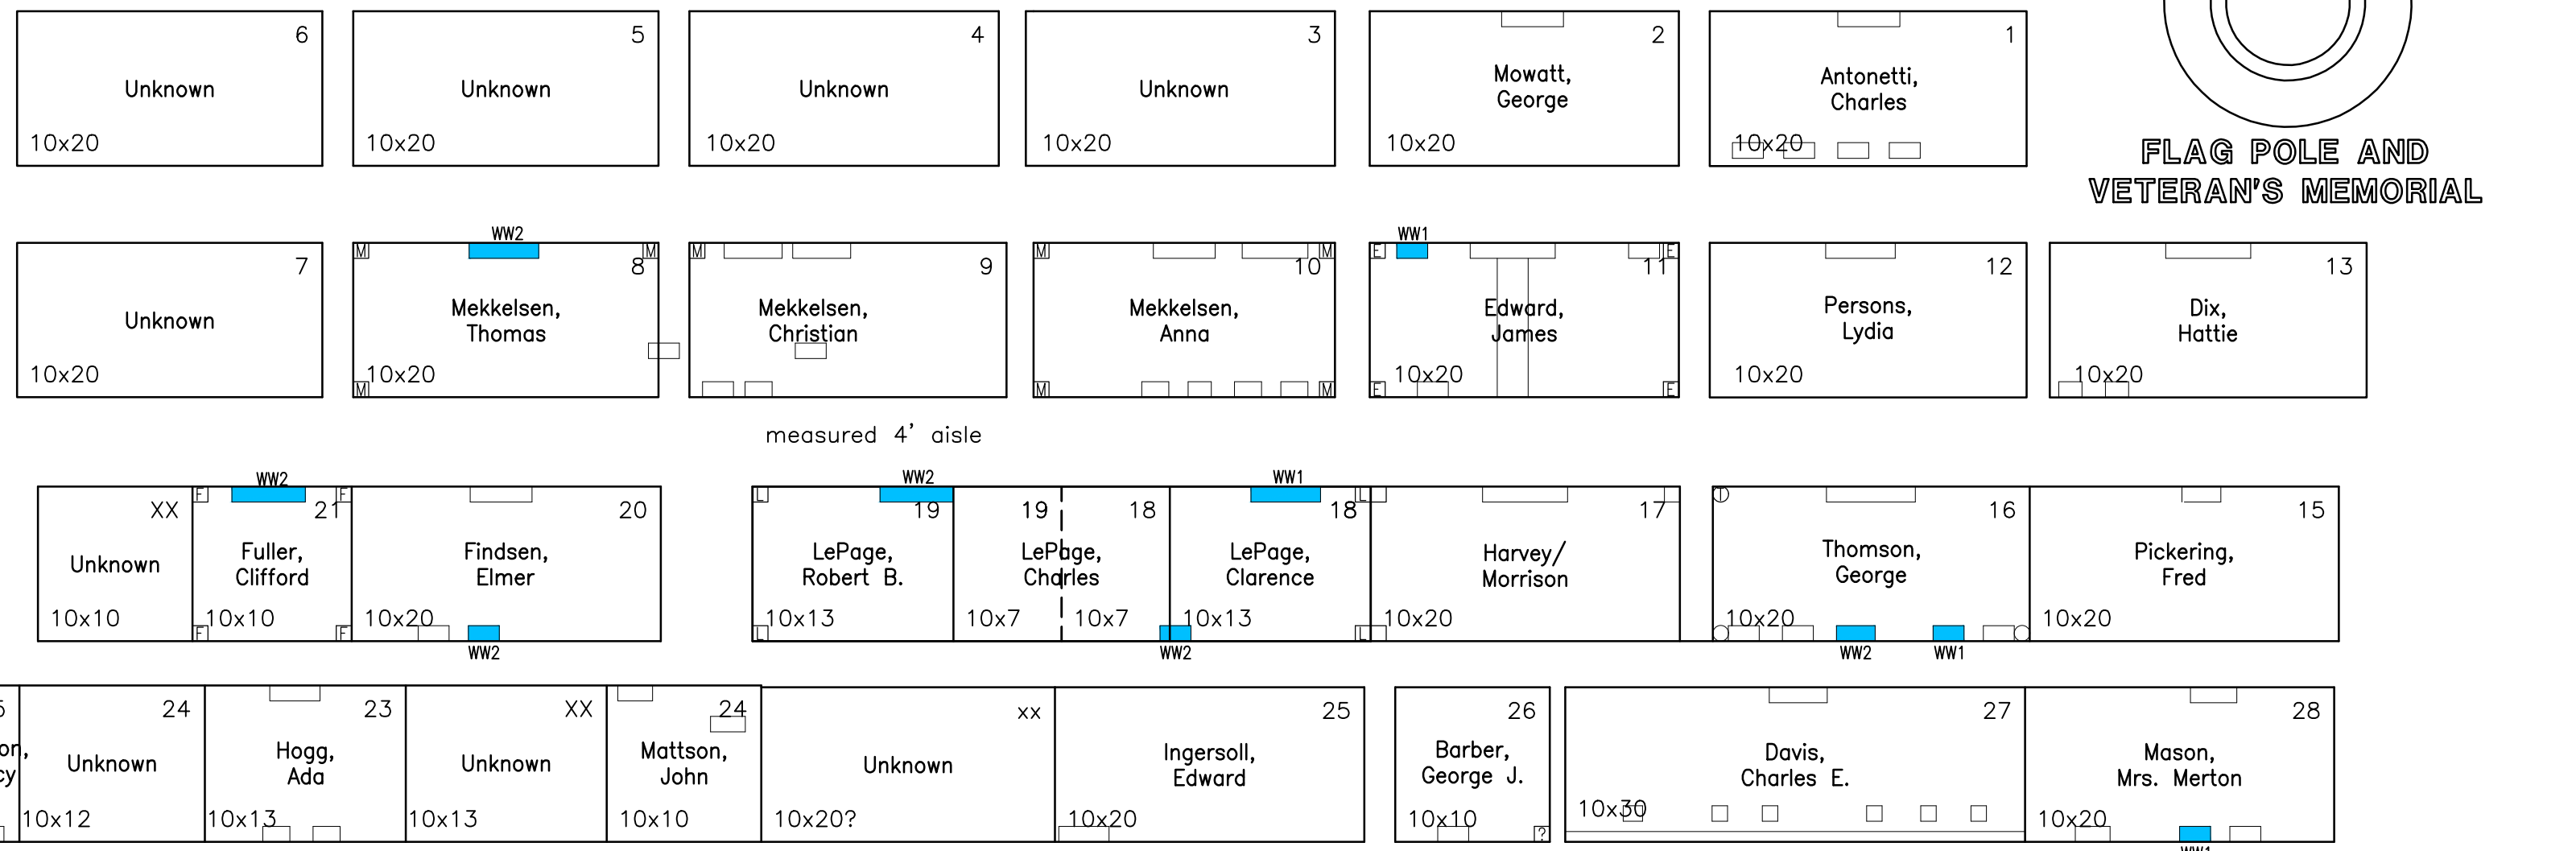 6
Unknown
10x20
5
Unknown
10x20
4
Unknown
10x20
3
Unknown
10x20
2
Mowatt,
George
10x20
1
Antonetti,
Charles
10x20
FLAG POLE AND
VETERAN'S MEMORIAL
7
Unknown
10x20
WW2
M
M
8
Mekkelsen,
Thomas
10x20
M
M
9
Mekkelsen,
Christian
M
M
10
Mekkelsen,
Anna
M
M
WW1
E
E
11
Edward,
James
10x20
E
E
12
Persons,
Lydia
10x20
13
Dix,
Hattie
10x20
measured 4' aisle
XX
Unknown
10x10
WW2
F
F
21
Fuller,
Clifford
10x10
F
F
20
Findsen,
Elmer
10x20
WW2
WW2
L
19
LePage,
Robert B.
10x13
L
19
18
LePage,
Charles
10x7
10x7
WW2
WW1
L
18
LePage,
Clarence
10x13
L
17
Harvey/
Morrison
10x20
T
16
Thomson,
George
10x20
WW2
WW1
15
Pickering,
Fred
10x20
on,
cy
24
Unknown
10x12
23
Hogg,
Ada
10x13
XX
Unknown
10x13
24
Mattson,
John
10x10
xx
Unknown
10x20?
25
Ingersoll,
Edward
10x20
26
Barber,
George J.
10x10
?
27
Davis,
Charles E.
10x30
28
Mason,
Mrs. Merton
10x20
WW1